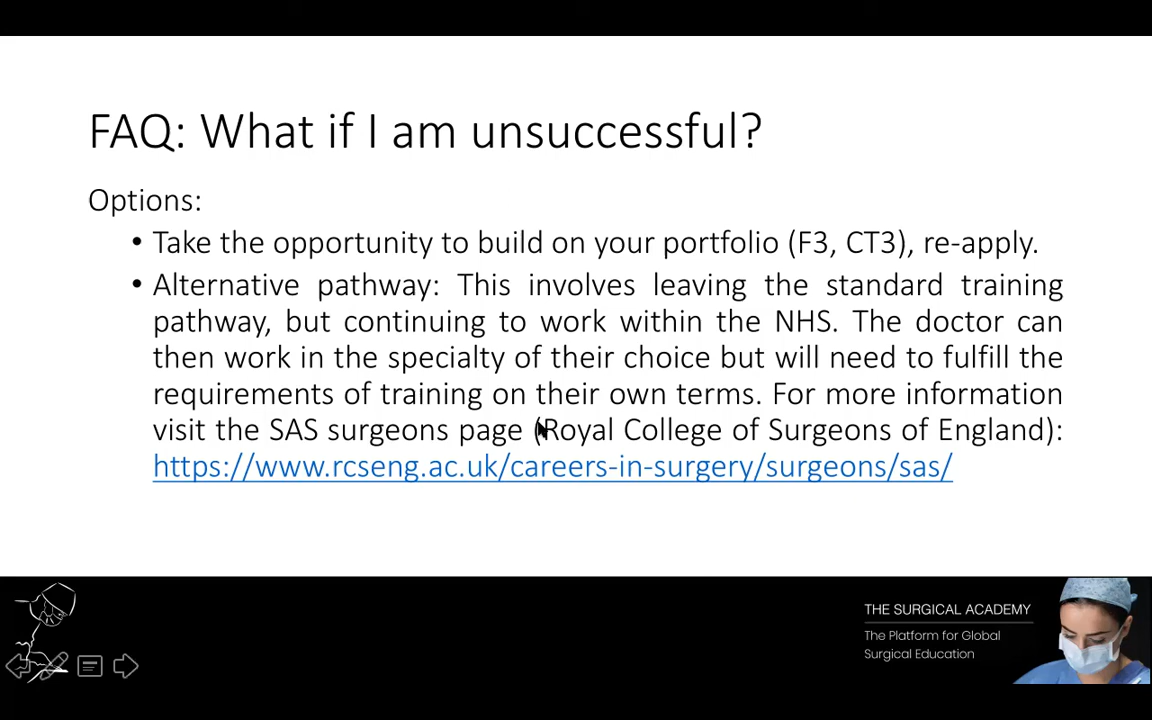 FAQ: What if I am unsuccessful?
Options:
• Take the opportunity to build on your portfolio (F3, CT3), re-apply.
• Alternative pathway: This involves leaving the standard training
pathway, but continuing to work within the NHS. The doctor can
then work in the specialty of their choice but will need to fulfill the
requirements of training on their own terms. For more information
visit the SAS surgeons page (Royal College of Surgeons of England):
https://www.rcseng.ac.uk/careers-in-surgery/surgeons/sas/
THE SURGICAL ACADEMY
The Platform for Global
Surgical Education